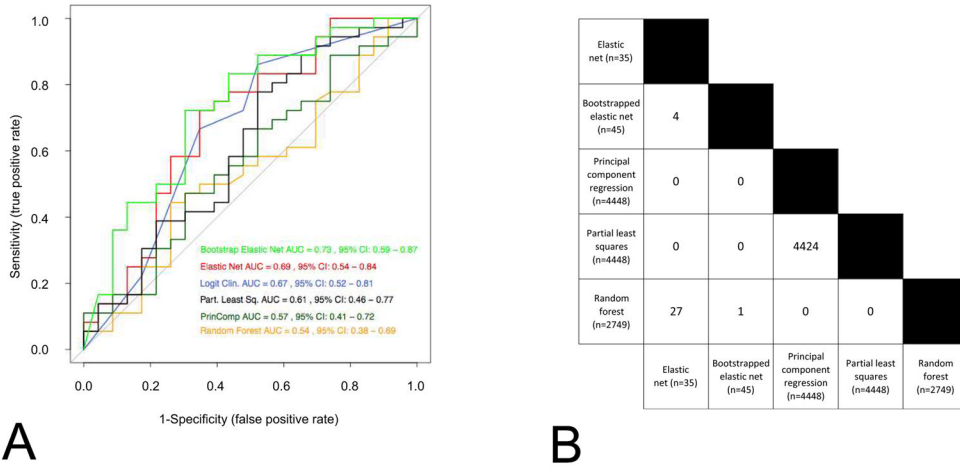 1.0
0.8
0.6
0.4
0.2
0.0
Sensitivity (true positive rate)
Bootstrap Elastic Net AUC = 0.73 , 95% CI: 0.59 – 0.87
Elastic Net AUC = 0.69 , 95% CI: 0.54 – 0.84
Logit Clin. AUC = 0.67 , 95% CI: 0.52 – 0.81
Part. Least Sq. AUC = 0.61 , 95% CI: 0.46 – 0.77
PrinComp AUC = 0.57 , 95% CI: 0.41 – 0.72
Random Forest AUC = 0.54 , 95% CI: 0.38 – 0.69
0.0 0.2 0.4 0.6 0.8 1.0
1-Specificity (false positive rate)
A
Elastic
net (n=35)
Bootstrapped
elastic net
(n=45)
4
Principal
component
regression
(n=4448)
0 0
Partial least
squares
(n=4448)
0 0 4424
Random
forest
(n=2749)
27 1 0 0
Elastic
net (n=35)
Bootstrapped
elastic net
(n=45)
Principal
component
regression
(n=4448)
Partial least
squares
(n=4448)
Random
forest
(n=2749)
B